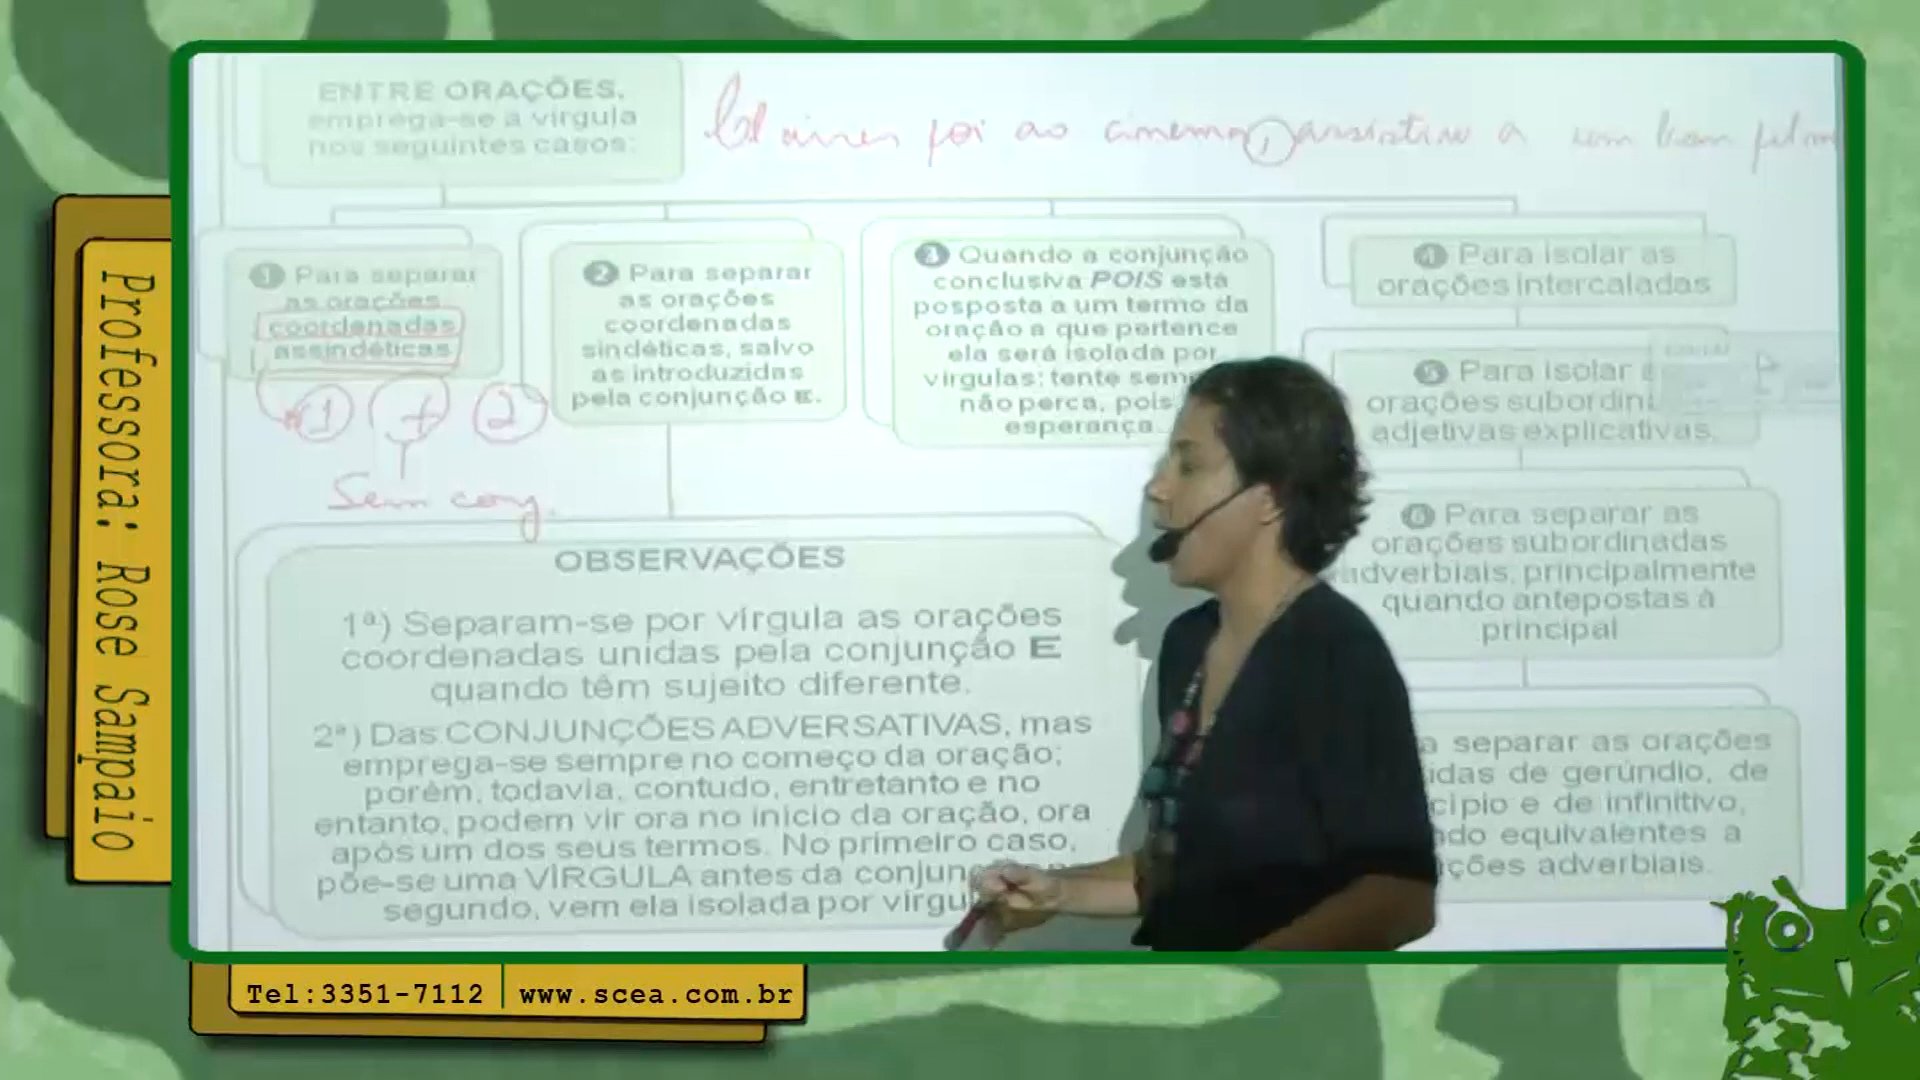 ENTRE ORAÇÕES,
emprega-se a vírgula
nos seguintes casos:
foi ao cinema, assistiu a um bom film
1 Para separar
as orações
coordenadas
assindéticas
1 + 2
Sem conj.
2 Para separar
as orações
coordenadas
sindéticas, salvo
as introduzidas
pela conjunção E.
3 Quando a conjunção
conclusiva POIS está
posposta a um termo da
oração a que pertence
ela será isolada por
vírgulas: tente sem
não perca, pois
esperança
4 Para isolar as
orações intercaladas
5 Para isolar
orações subordin
adjetivas explicativas.
6 Para separar as
orações subordinadas
adverbiais, principalmente
quando antepostas à
principal
a separar as orações
idas de gerúndio, de
cípio e de infinitivo,
do equivalentes a
ções adverbiais.
OBSERVAÇÕES
1ª) Separam-se por vírgula as orações
coordenadas unidas pela conjunção E
quando têm sujeito diferente.
2ª) Das CONJUNÇÕES ADVERSATIVAS, mas
emprega-se sempre no começo da oração;
porém, todavia, contudo, entretanto e no
entanto, podem vir ora no início da oração, ora
após um dos seus termos. No primeiro caso,
põe-se uma VÍRGULA antes da conjun
segundo, vem ela isolada por vírgu
Professora: Rose Sampaio
Tel:3351-7112 www.scea.com.br